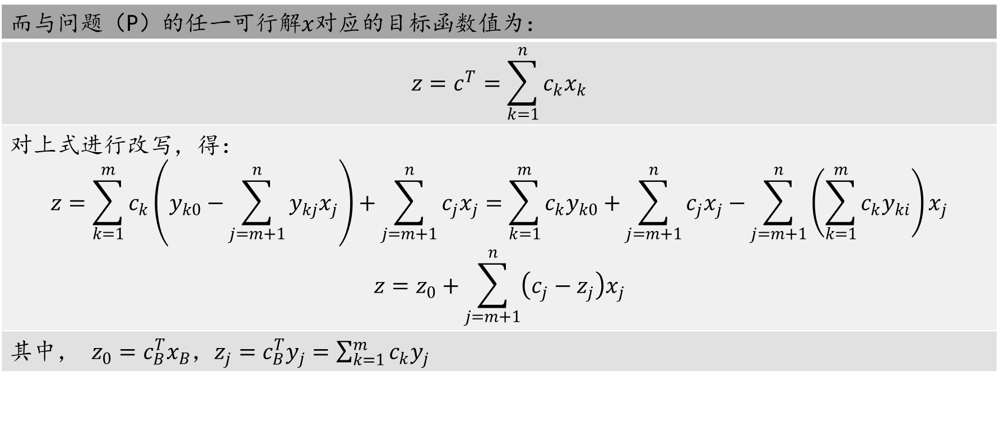 而与问题（P）的任一可行解𝑥对应的目标函数值为：
z = c^T = \sum_{k=1}^{n} c_k x_k
对上式进行改写，得：
z = \sum_{k=1}^{m} c_k \left( y_{k0} - \sum_{j=m+1}^{n} y_{kj} x_j \right) + \sum_{j=m+1}^{n} c_j x_j = \sum_{k=1}^{m} c_k y_{k0} + \sum_{j=m+1}^{n} c_j x_j - \sum_{j=m+1}^{n} \left( \sum_{k=1}^{m} c_k y_{ki} \right) x_j
z = z_0 + \sum_{j=m+1}^{n} (c_j - z_j) x_j
其中， z_0 = c_B^T x_B，z_j = c_B^T y_j = \sum_{k=1}^{m} c_k y_j